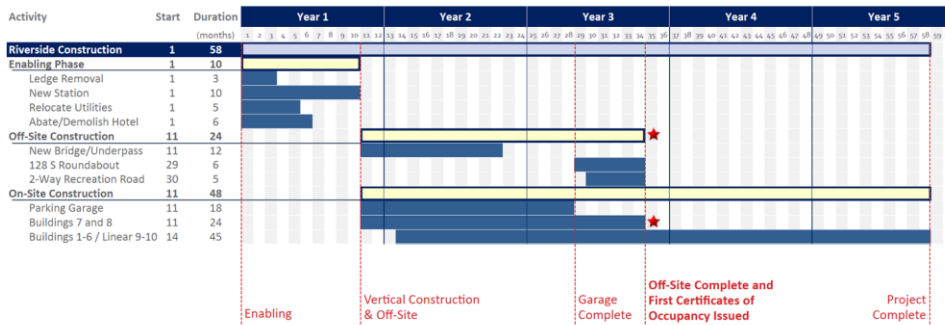 Activity Start Duration Year 1 Year 2 Year 3 Year 4 Year 5
(months) 1 2 3 4 5 6 7 8 9 10 11 12 13 14 15 16 17 18 19 20 21 22 23 24 25 26 27 28 29 30 31 32 33 34 35 36 37 38 39 40 41 42 43 44 45 46 47 48 49 50 51 52 53 54 55 56 57 58 59
Riverside Construction 1 58
Enabling Phase 1 10
Ledge Removal 1 3
New Station 1 10
Relocate Utilities 1 5
Abate/Demolish Hotel 1 6
Off-Site Construction 11 24
New Bridge/Underpass 11 12
128 S Roundabout 29 6
2-Way Recreation Road 30 5
On-Site Construction 11 48
Parking Garage 11 18
Buildings 7 and 8 11 24
Buildings 1-6 / Linear 9-10 14 45
Enabling
Vertical Construction
& Off-Site
Garage
Complete
Off-Site Complete and
First Certificates of
Occupancy Issued
Project
Complete